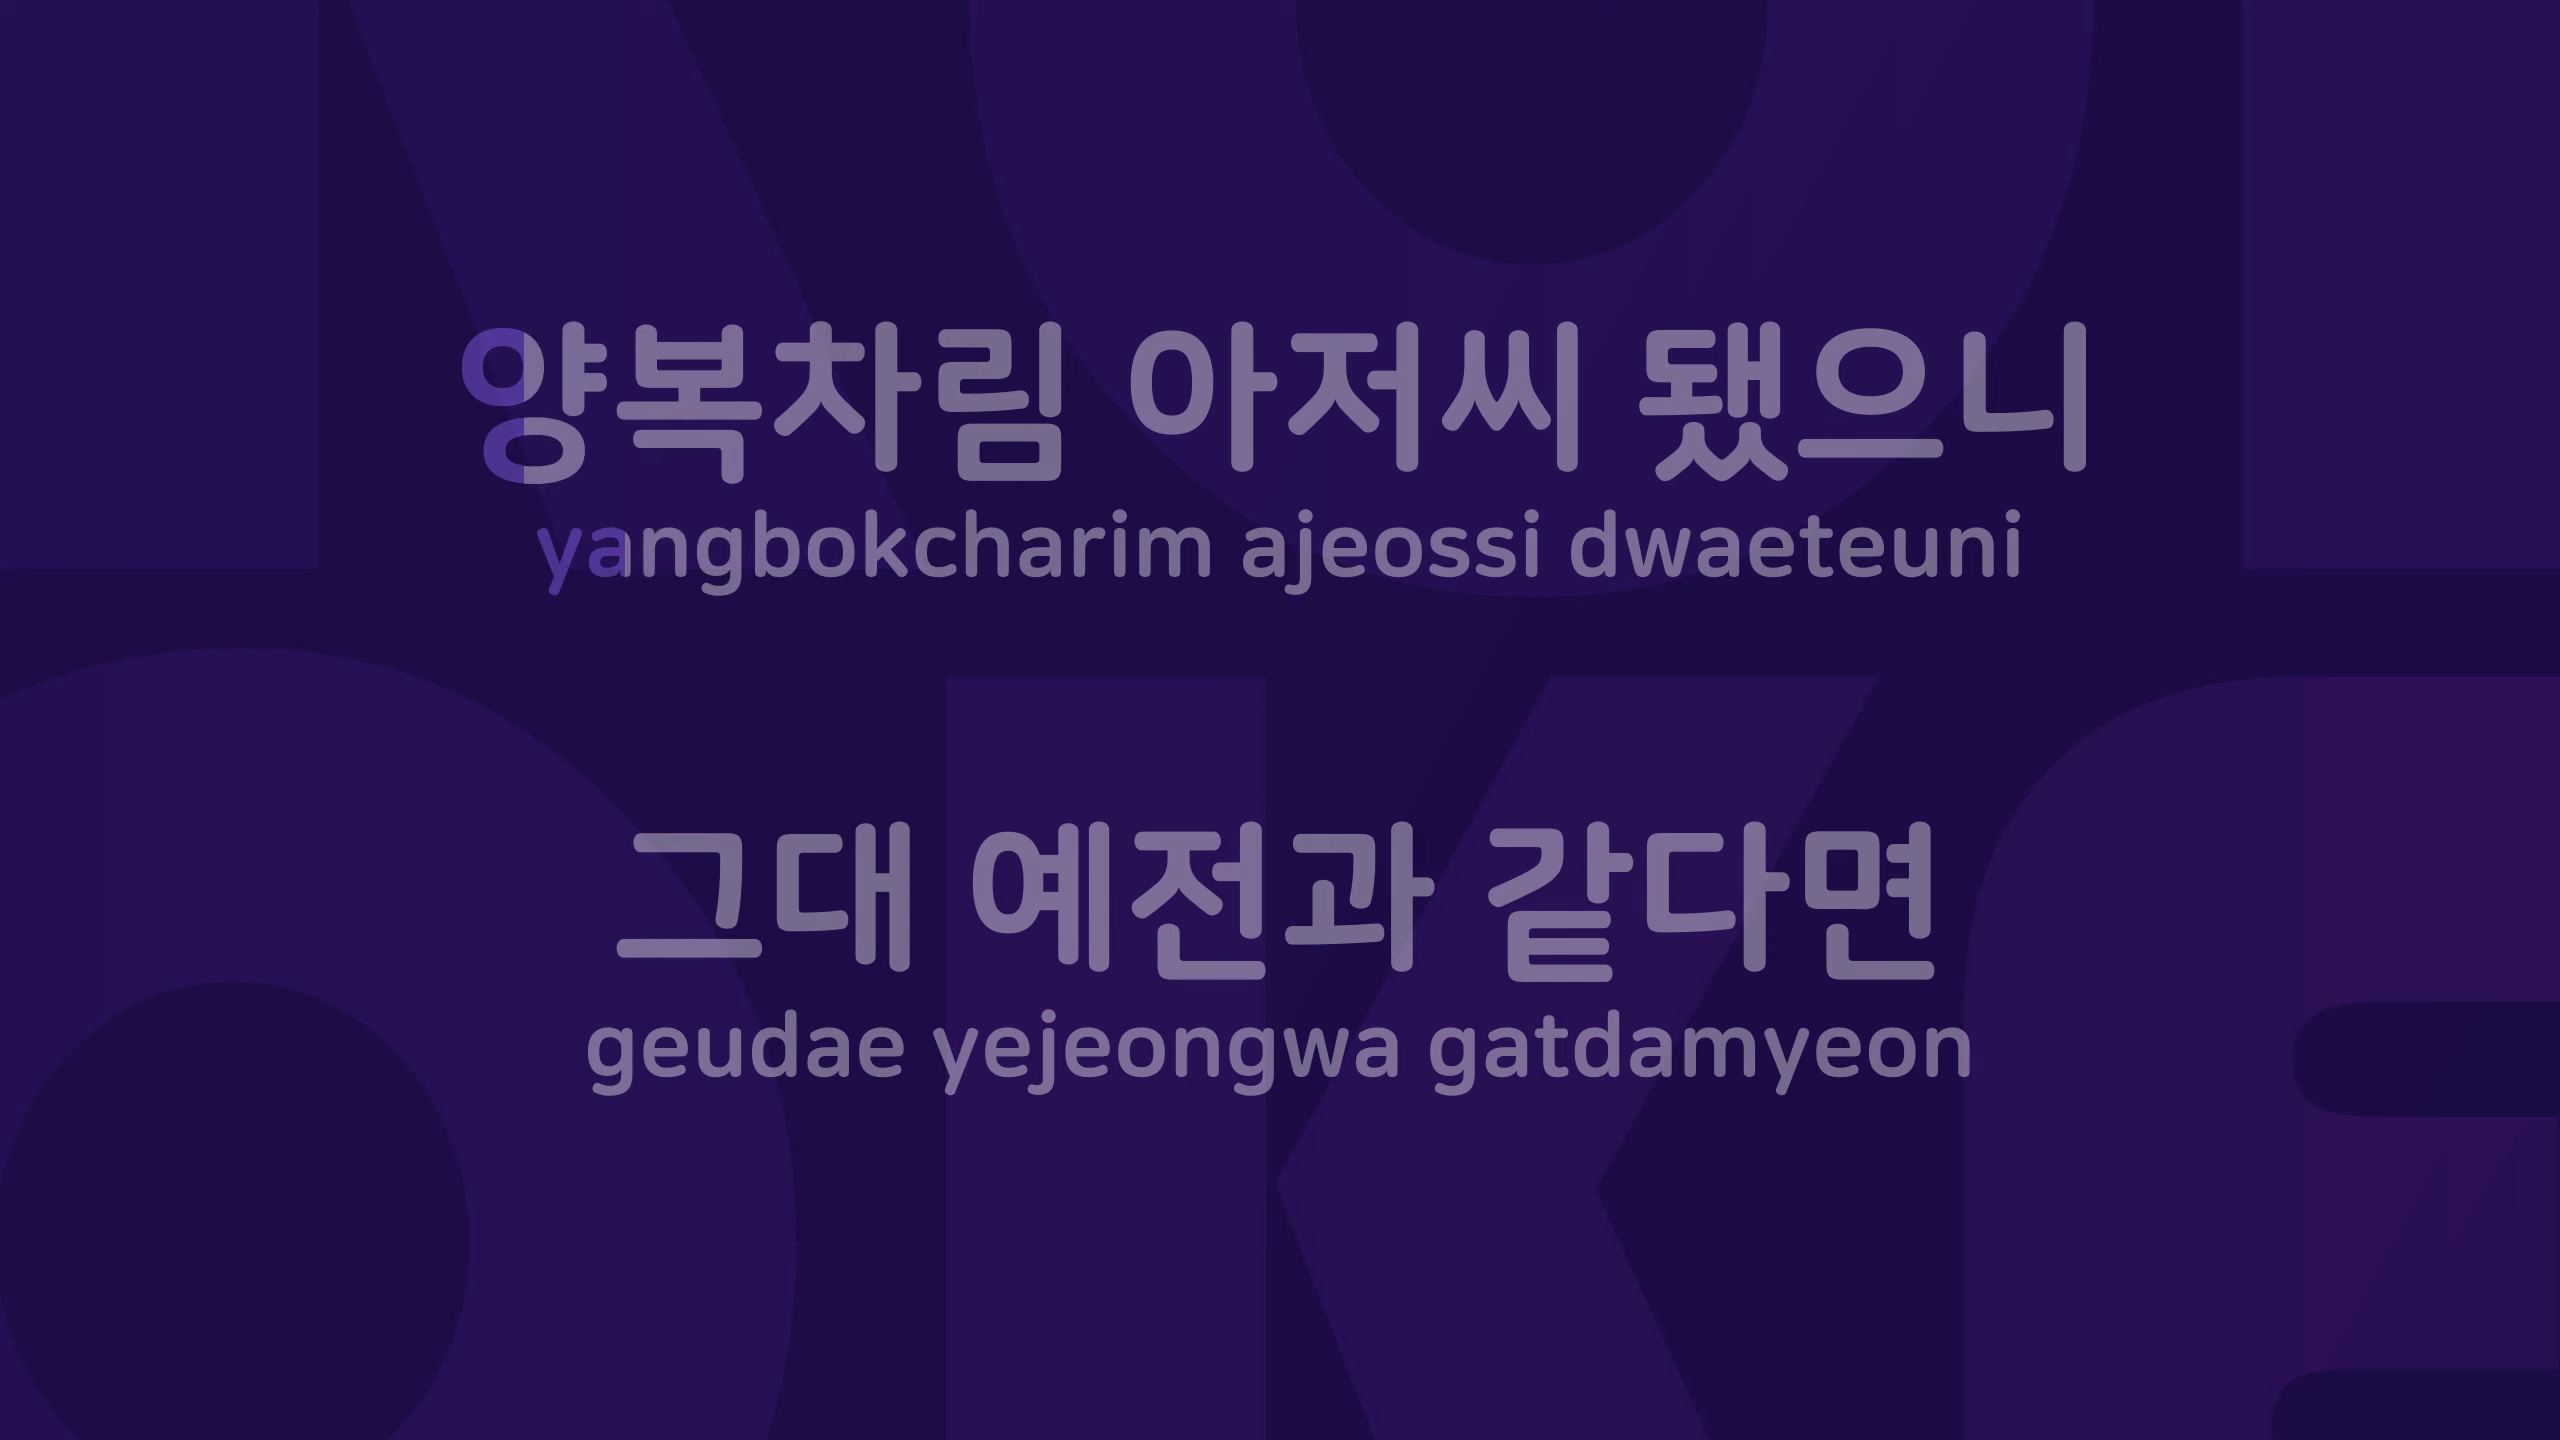 양복차림 아저씨 됐으니
yangbokcharim ajeossi dwaeteuni
그대 예전과 같다면
geudae yejeongwa gatdamyeon